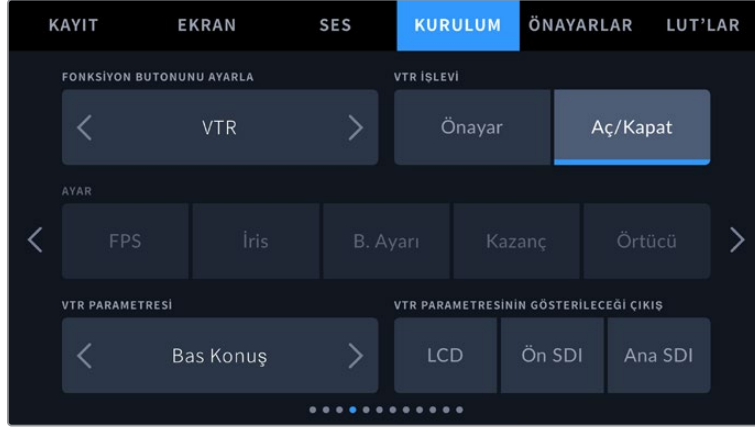 KAYIT EKRAN SES KURULUM ÖNAYARLAR LUT'LAR
FONKSİYON BUTONUNU AYARLA VTR İŞLEVİ
VTR Önayar Aç/Kapat
AYAR
FPS İris B. Ayarı Kazanç Örtücü
VTR PARAMETRESİ VTR PARAMETRESİNİN GÖSTERİLECEĞİ ÇIKIŞ
Bas Konuş LCD Ön SDI Ana SDI